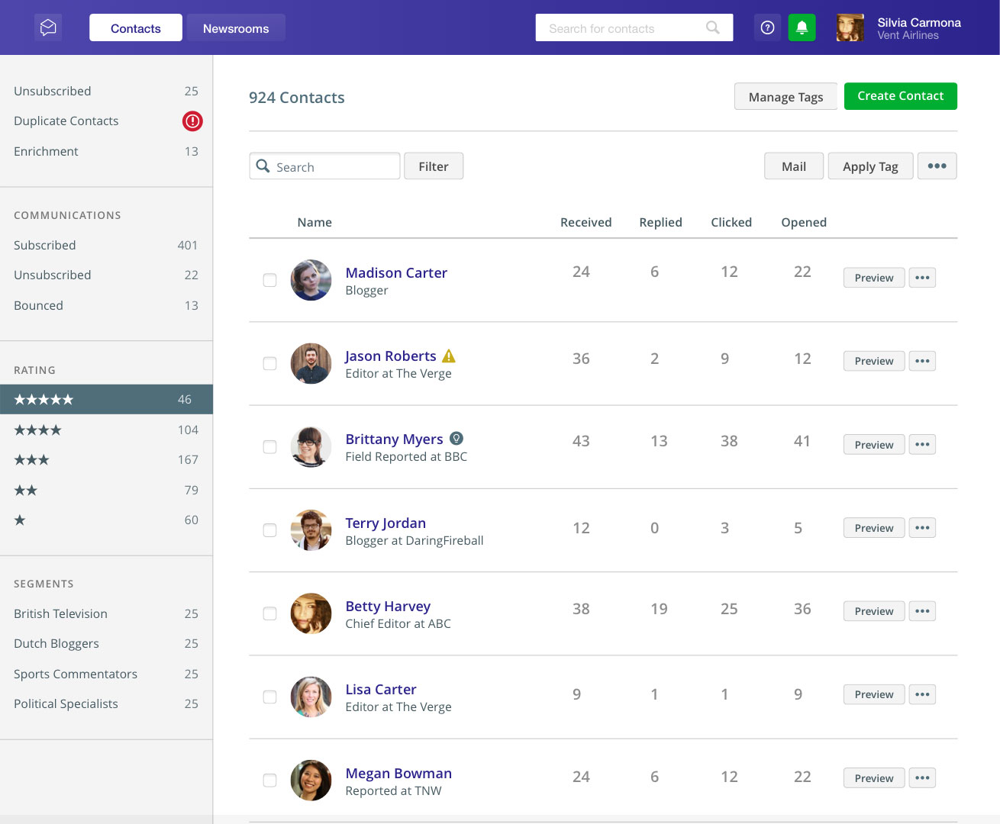 Contacts
Newsrooms
Search for contacts
Silvia Carmona
Vent Airlines
Unsubscribed 25
Duplicate Contacts
Enrichment 13
COMMUNICATIONS
Subscribed 401
Unsubscribed 22
Bounced 13
RATING
★★★★★ 46
★★★★ 104
★★★ 167
★★ 79
★ 60
SEGMENTS
British Television 25
Dutch Bloggers 25
Sports Commentators 25
Political Specialists 25
924 Contacts
Manage Tags
Create Contact
Search
Filter
Mail
Apply Tag
•••
Name Received Replied Clicked Opened
Madison Carter
Blogger
24 6 12 22 Preview •••
Jason Roberts
Editor at The Verge
36 2 9 12 Preview •••
Brittany Myers
Field Reported at BBC
43 13 38 41 Preview •••
Terry Jordan
Blogger at DaringFireball
12 0 3 5 Preview •••
Betty Harvey
Chief Editor at ABC
38 19 25 36 Preview •••
Lisa Carter
Editor at The Verge
9 1 1 9 Preview •••
Megan Bowman
Reported at TNW
24 6 12 22 Preview •••